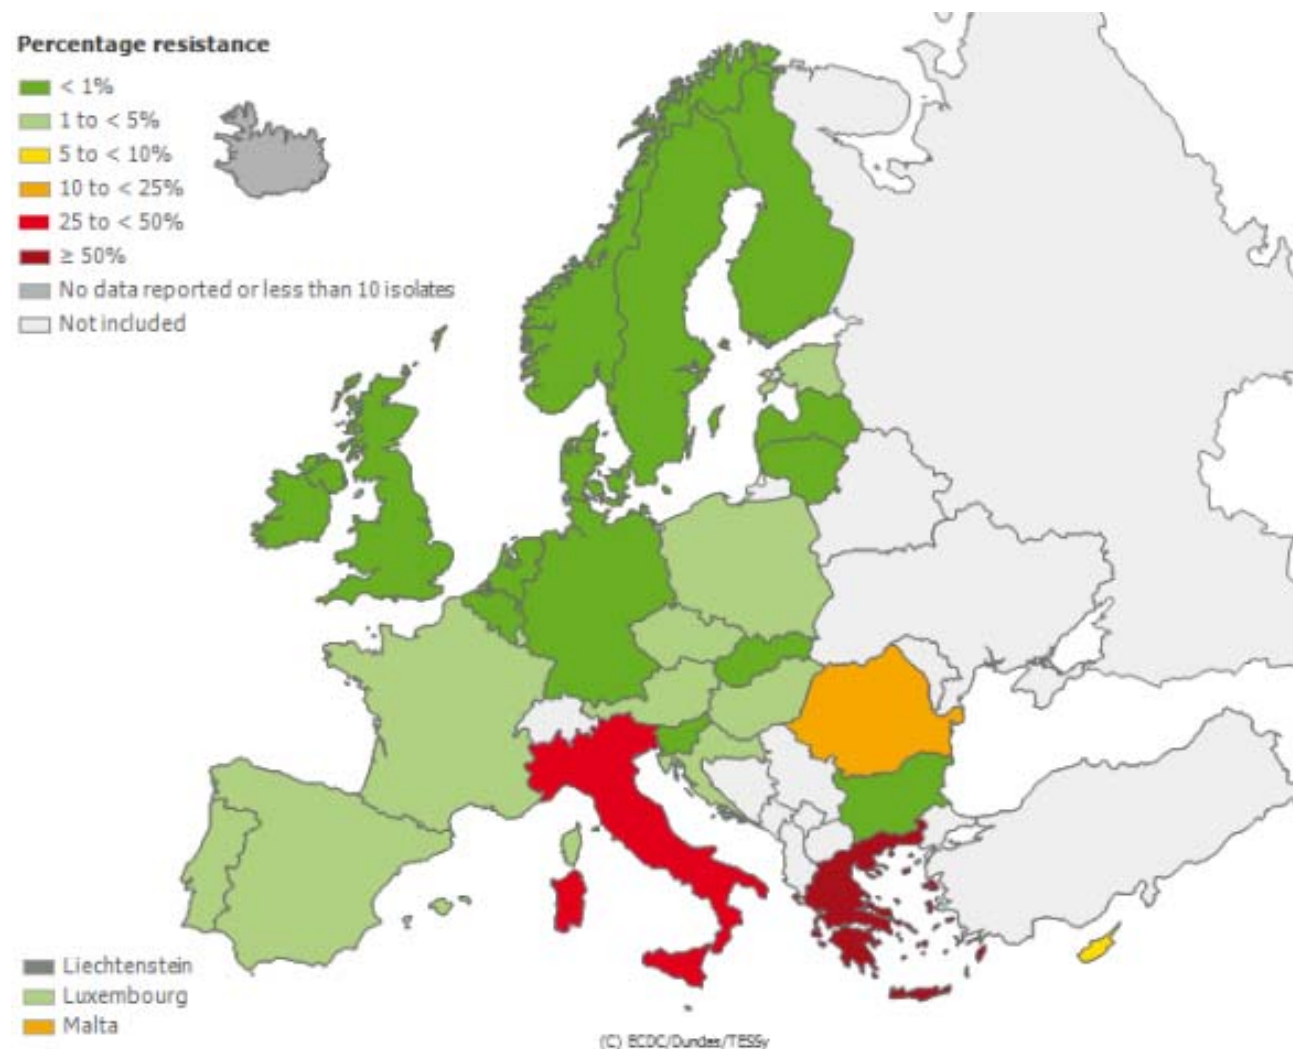 Percentage resistance
< 1%
1 to < 5%
5 to < 10%
10 to < 25%
25 to < 50%
≥ 50%
No data reported or less than 10 isolates
Not included
Liechtenstein
Luxembourg
Malta
(C) ECDC/Dundas/TESSy